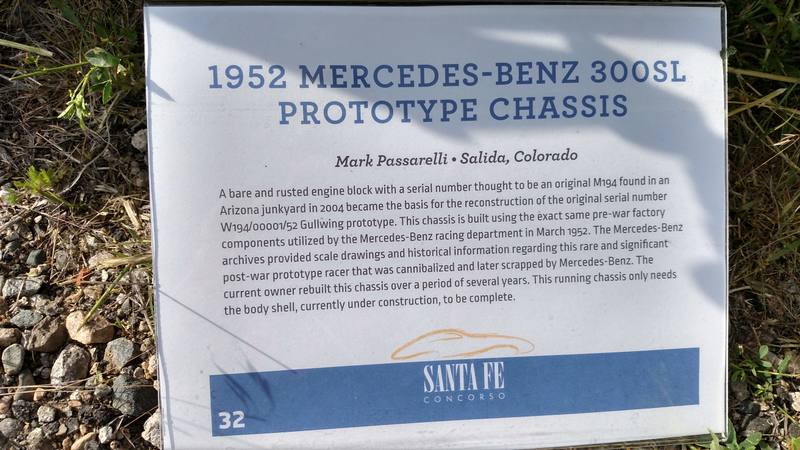 1952 MERCEDES-BENZ 300SL
PROTOTYPE CHASSIS
Mark Passarelli • Salida, Colorado
A bare and rusted engine block with a serial number thought to be an original M194 found in an
Arizona junkyard in 2004 became the basis for the reconstruction of the original serial number
W194/00001/52 Gullwing prototype. This chassis is built using the exact same pre-war factory
components utilized by the Mercedes-Benz racing department in March 1952. The Mercedes-Benz
archives provided scale drawings and historical information regarding this rare and significant
post-war prototype racer that was cannibalized and later scrapped by Mercedes-Benz. The
current owner rebuilt this chassis over a period of several years. This running chassis only needs
the body shell, currently under construction, to be complete.
SANTA FE
CONCORSO
32